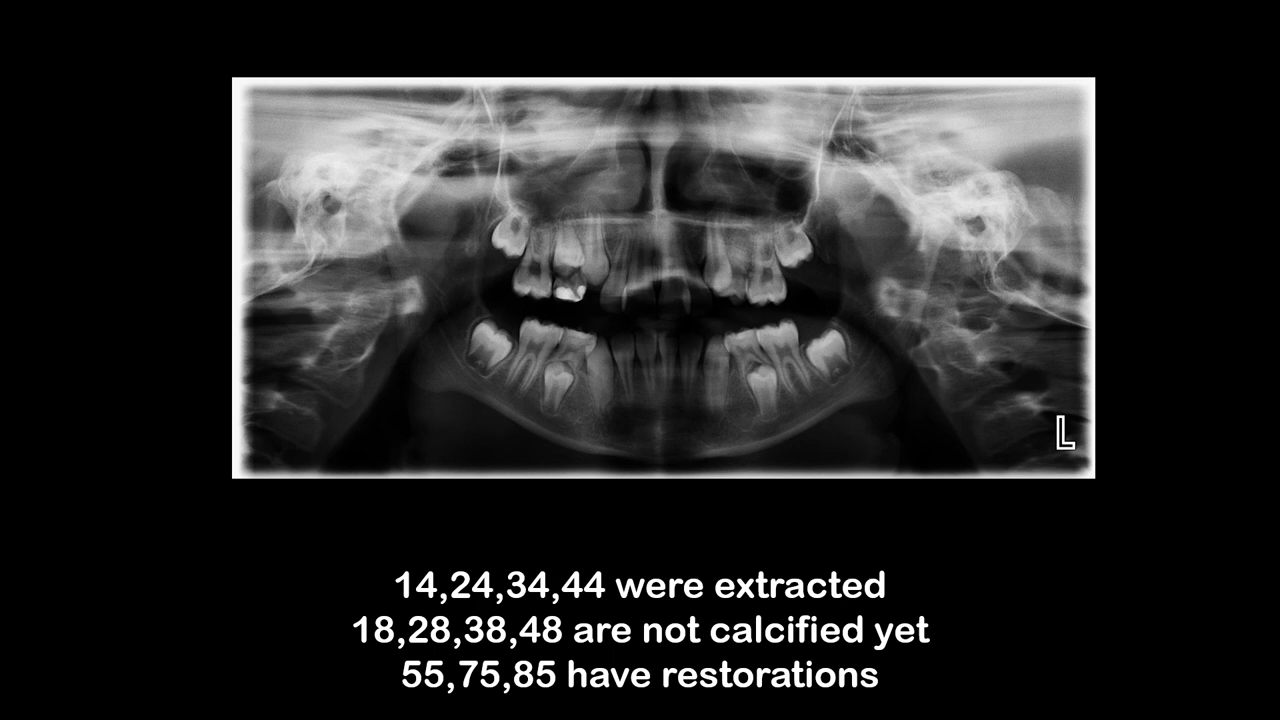 L
14,24,34,44 were extracted
18,28,38,48 are not calcified yet
55,75,85 have restorations